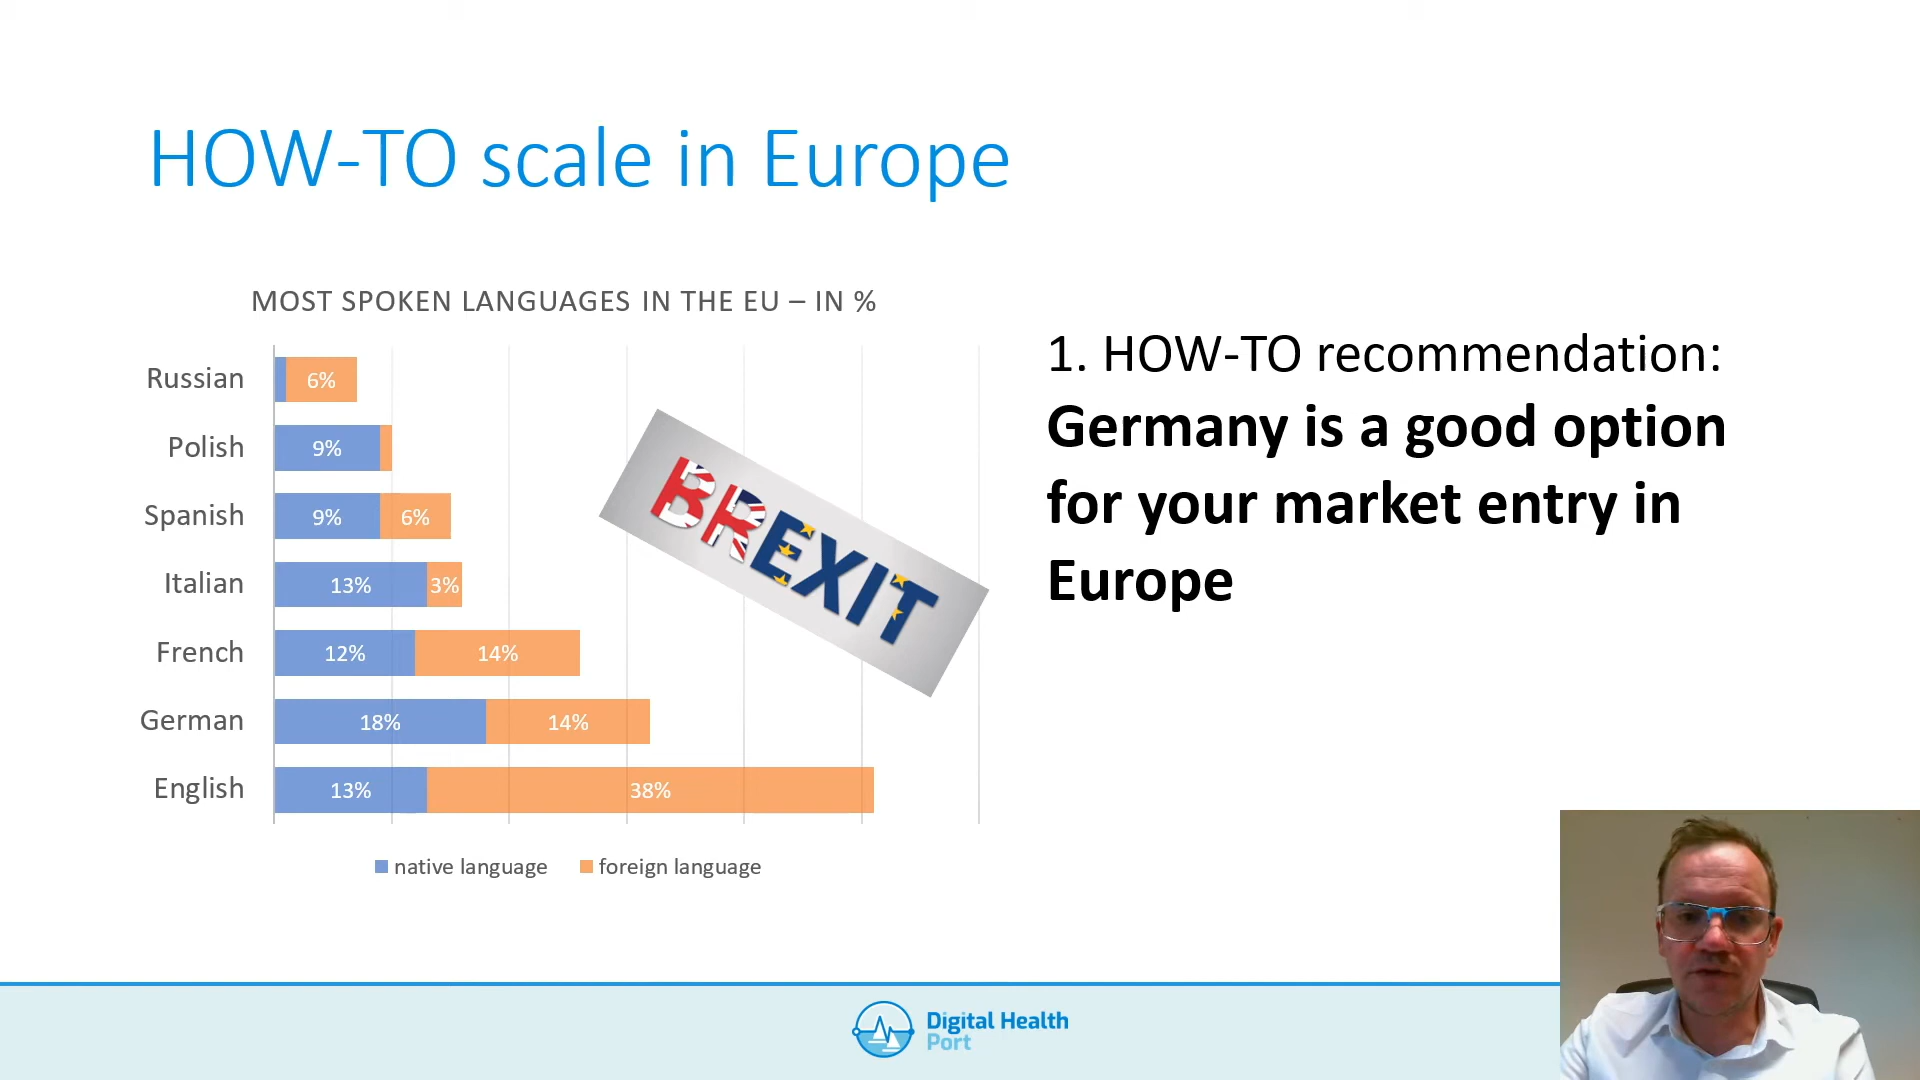 HOW-TO scale in Europe
MOST SPOKEN LANGUAGES IN THE EU – IN %
Russian 6%
Polish 9%
Spanish 9% 6%
Italian 13% 3%
French 12% 14%
German 18% 14%
English 13% 38%
native language foreign language
BREXIT
1. HOW-TO recommendation:
Germany is a good option
for your market entry in
Europe
Digital Health
Port